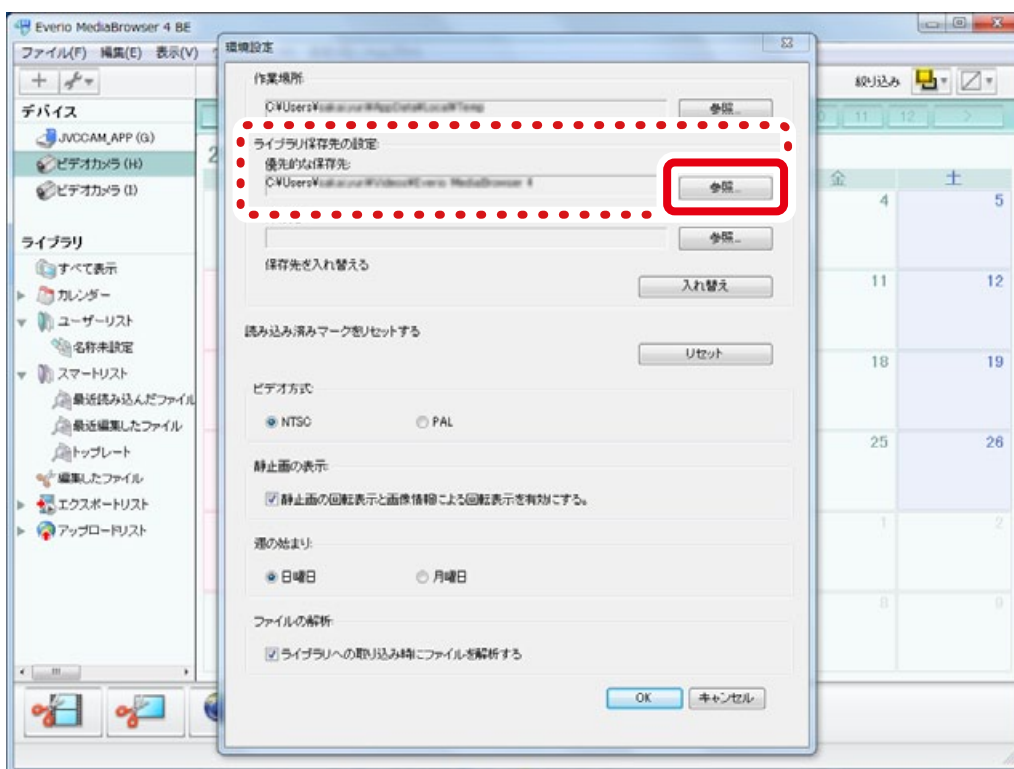 Everio MediaBrowser 4 BE
ファイル(F) 編集(E) 表示(V)
絞り込み
デバイス
JVCCAM_APP (G)
ビデオカメラ (H)
ビデオカメラ (I)
ライブラリ
すべて表示
カレンダー
ユーザーリスト
名称未設定
スマートリスト
最近読み込んだファイル
最近編集したファイル
トップレート
編集したファイル
エクスポートリスト
アップロードリスト
環境設定
作業場所:
C:¥Users¥
参照...
ライブラリ保存先の設定:
優先的な保存先:
C:¥Users¥
参照...
参照...
保存先を入れ替える
入れ替え
読み込み済みマークをリセットする
リセット
ビデオ方式:
NTSC PAL
静止画の表示:
静止画の回転表示と画像情報による回転表示を有効にする。
週の始まり:
日曜日 月曜日
ファイルの解析:
ライブラリへの取り込み時にファイルを解析する
OK キャンセル
11 12 >
2
金 土
4 5
11 12
18 19
25 26
1 2
8 9